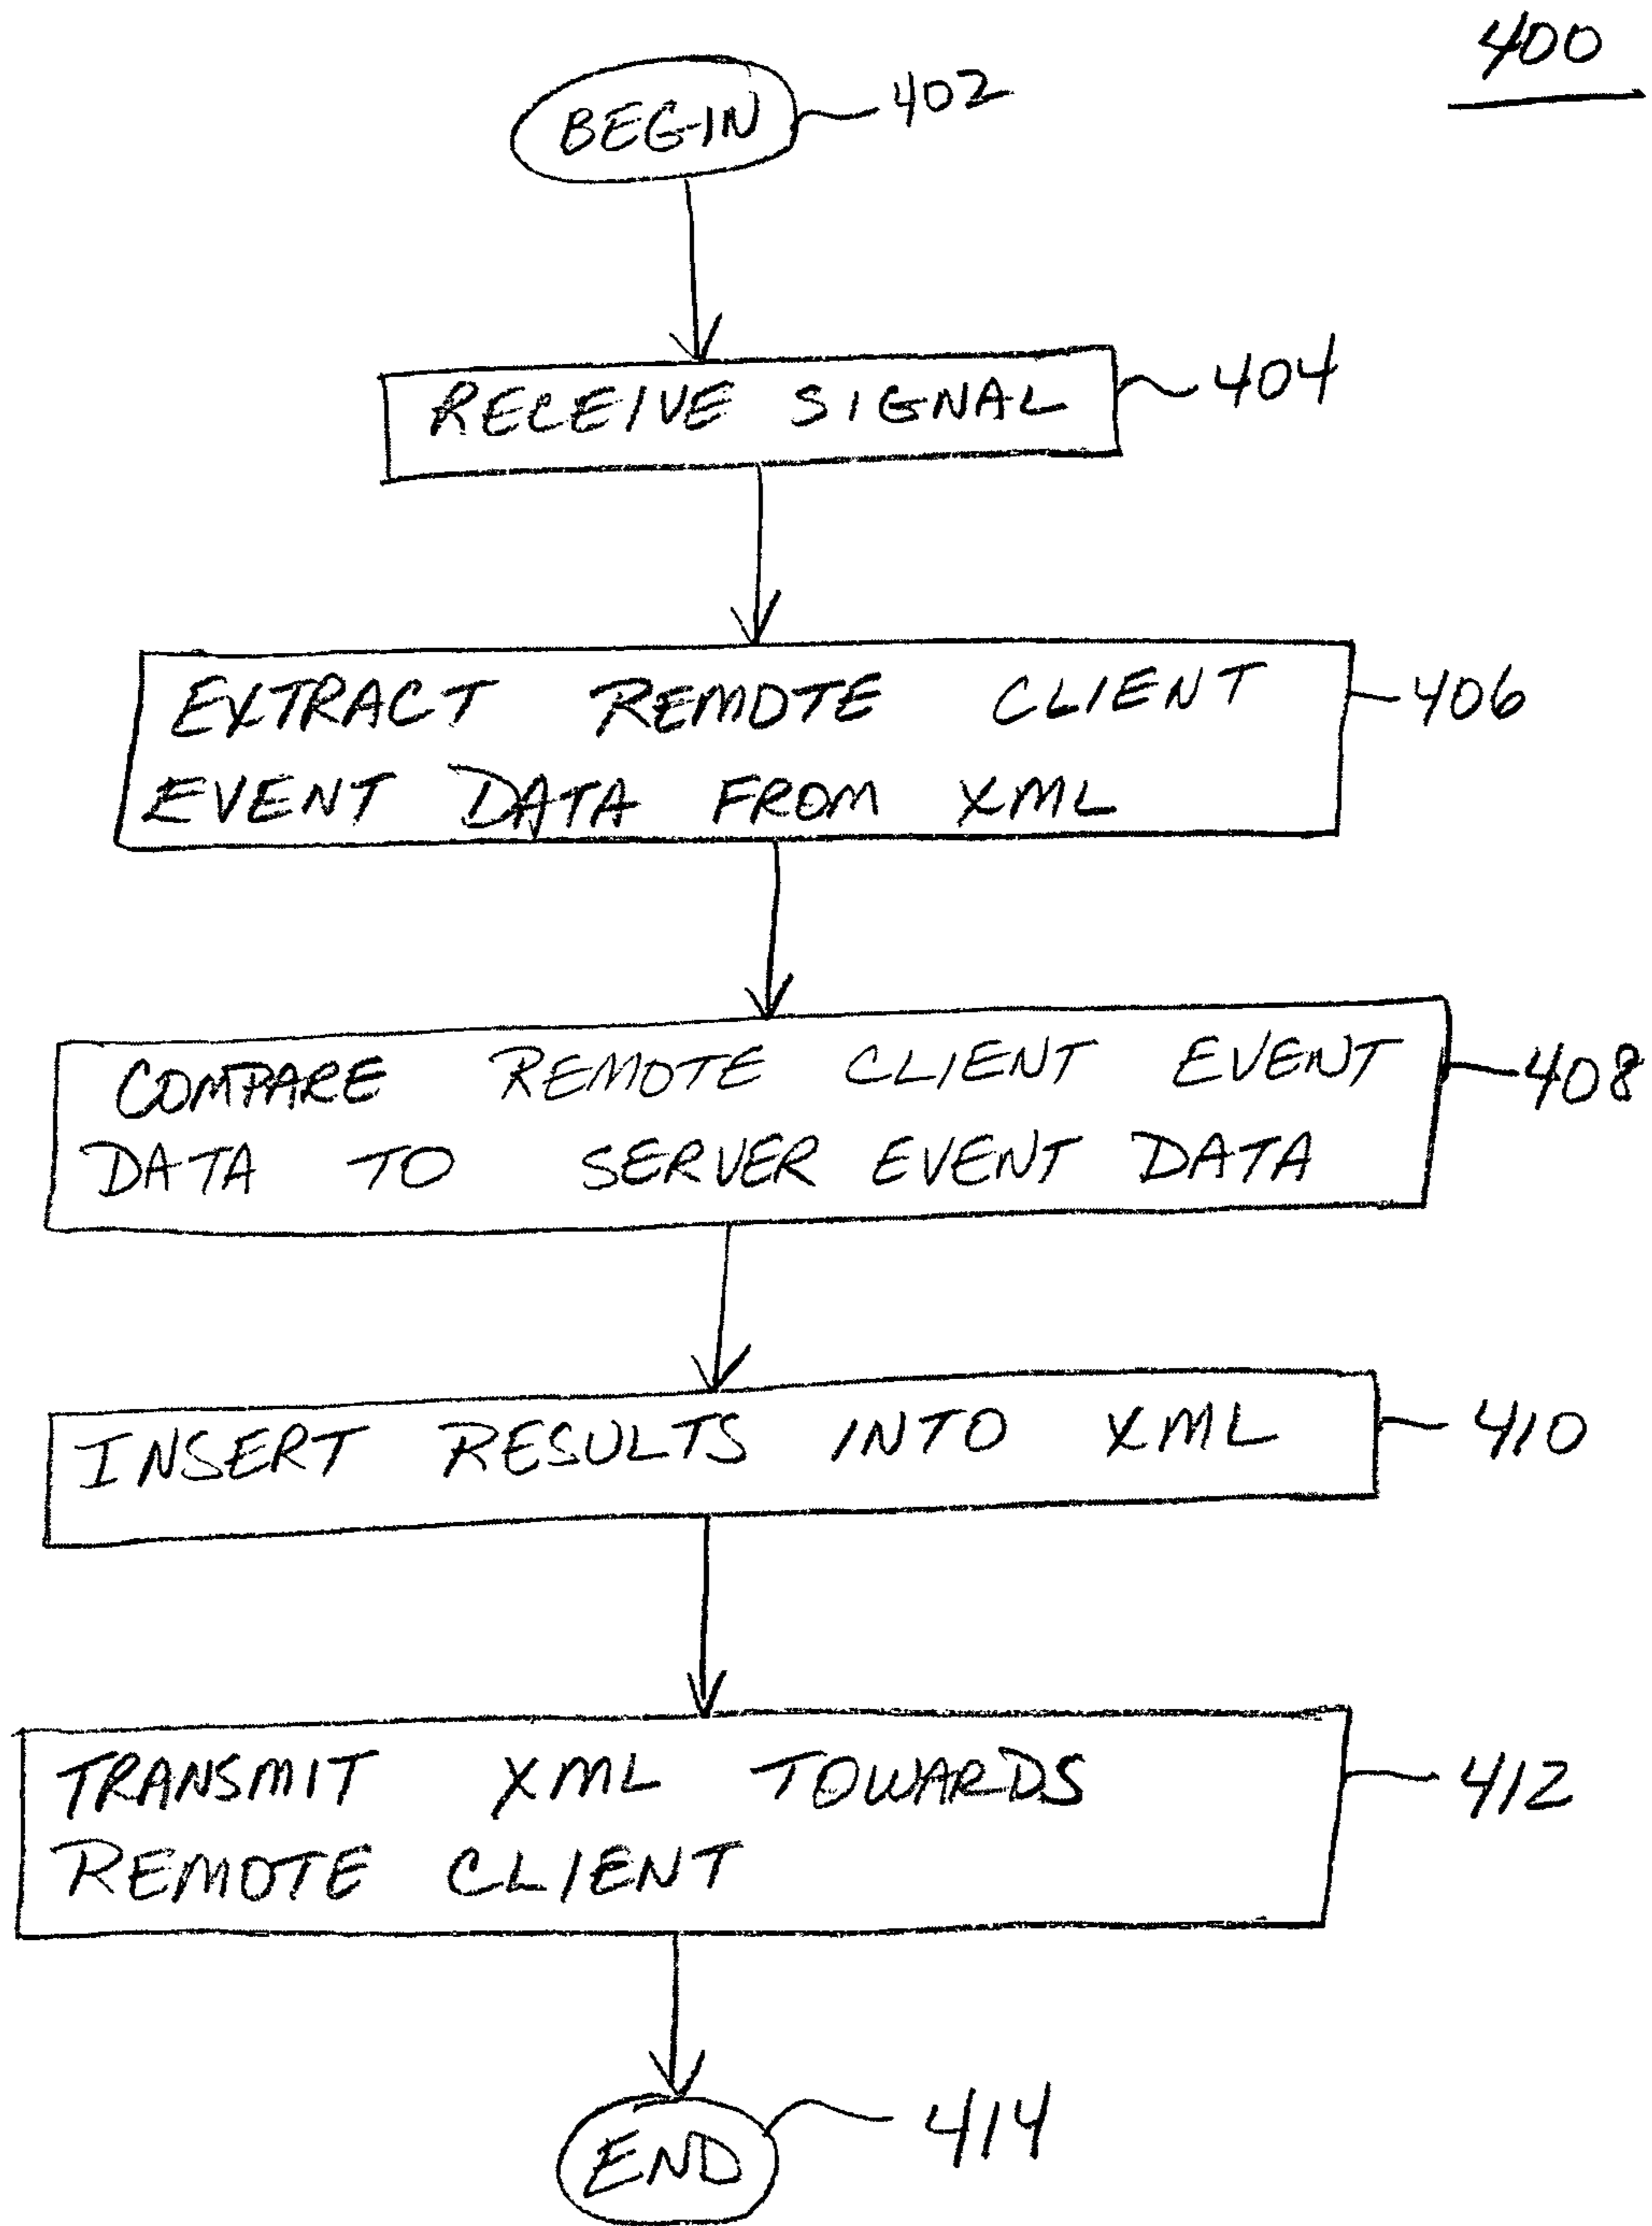 400
BEGIN 402
RECEIVE SIGNAL 404
EXTRACT REMOTE CLIENT 406
EVENT DATA FROM XML
COMPARE REMOTE CLIENT EVENT 408
DATA TO SERVER EVENT DATA
INSERT RESULTS INTO XML 410
TRANSMIT XML TOWARDS 412
REMOTE CLIENT
END 414